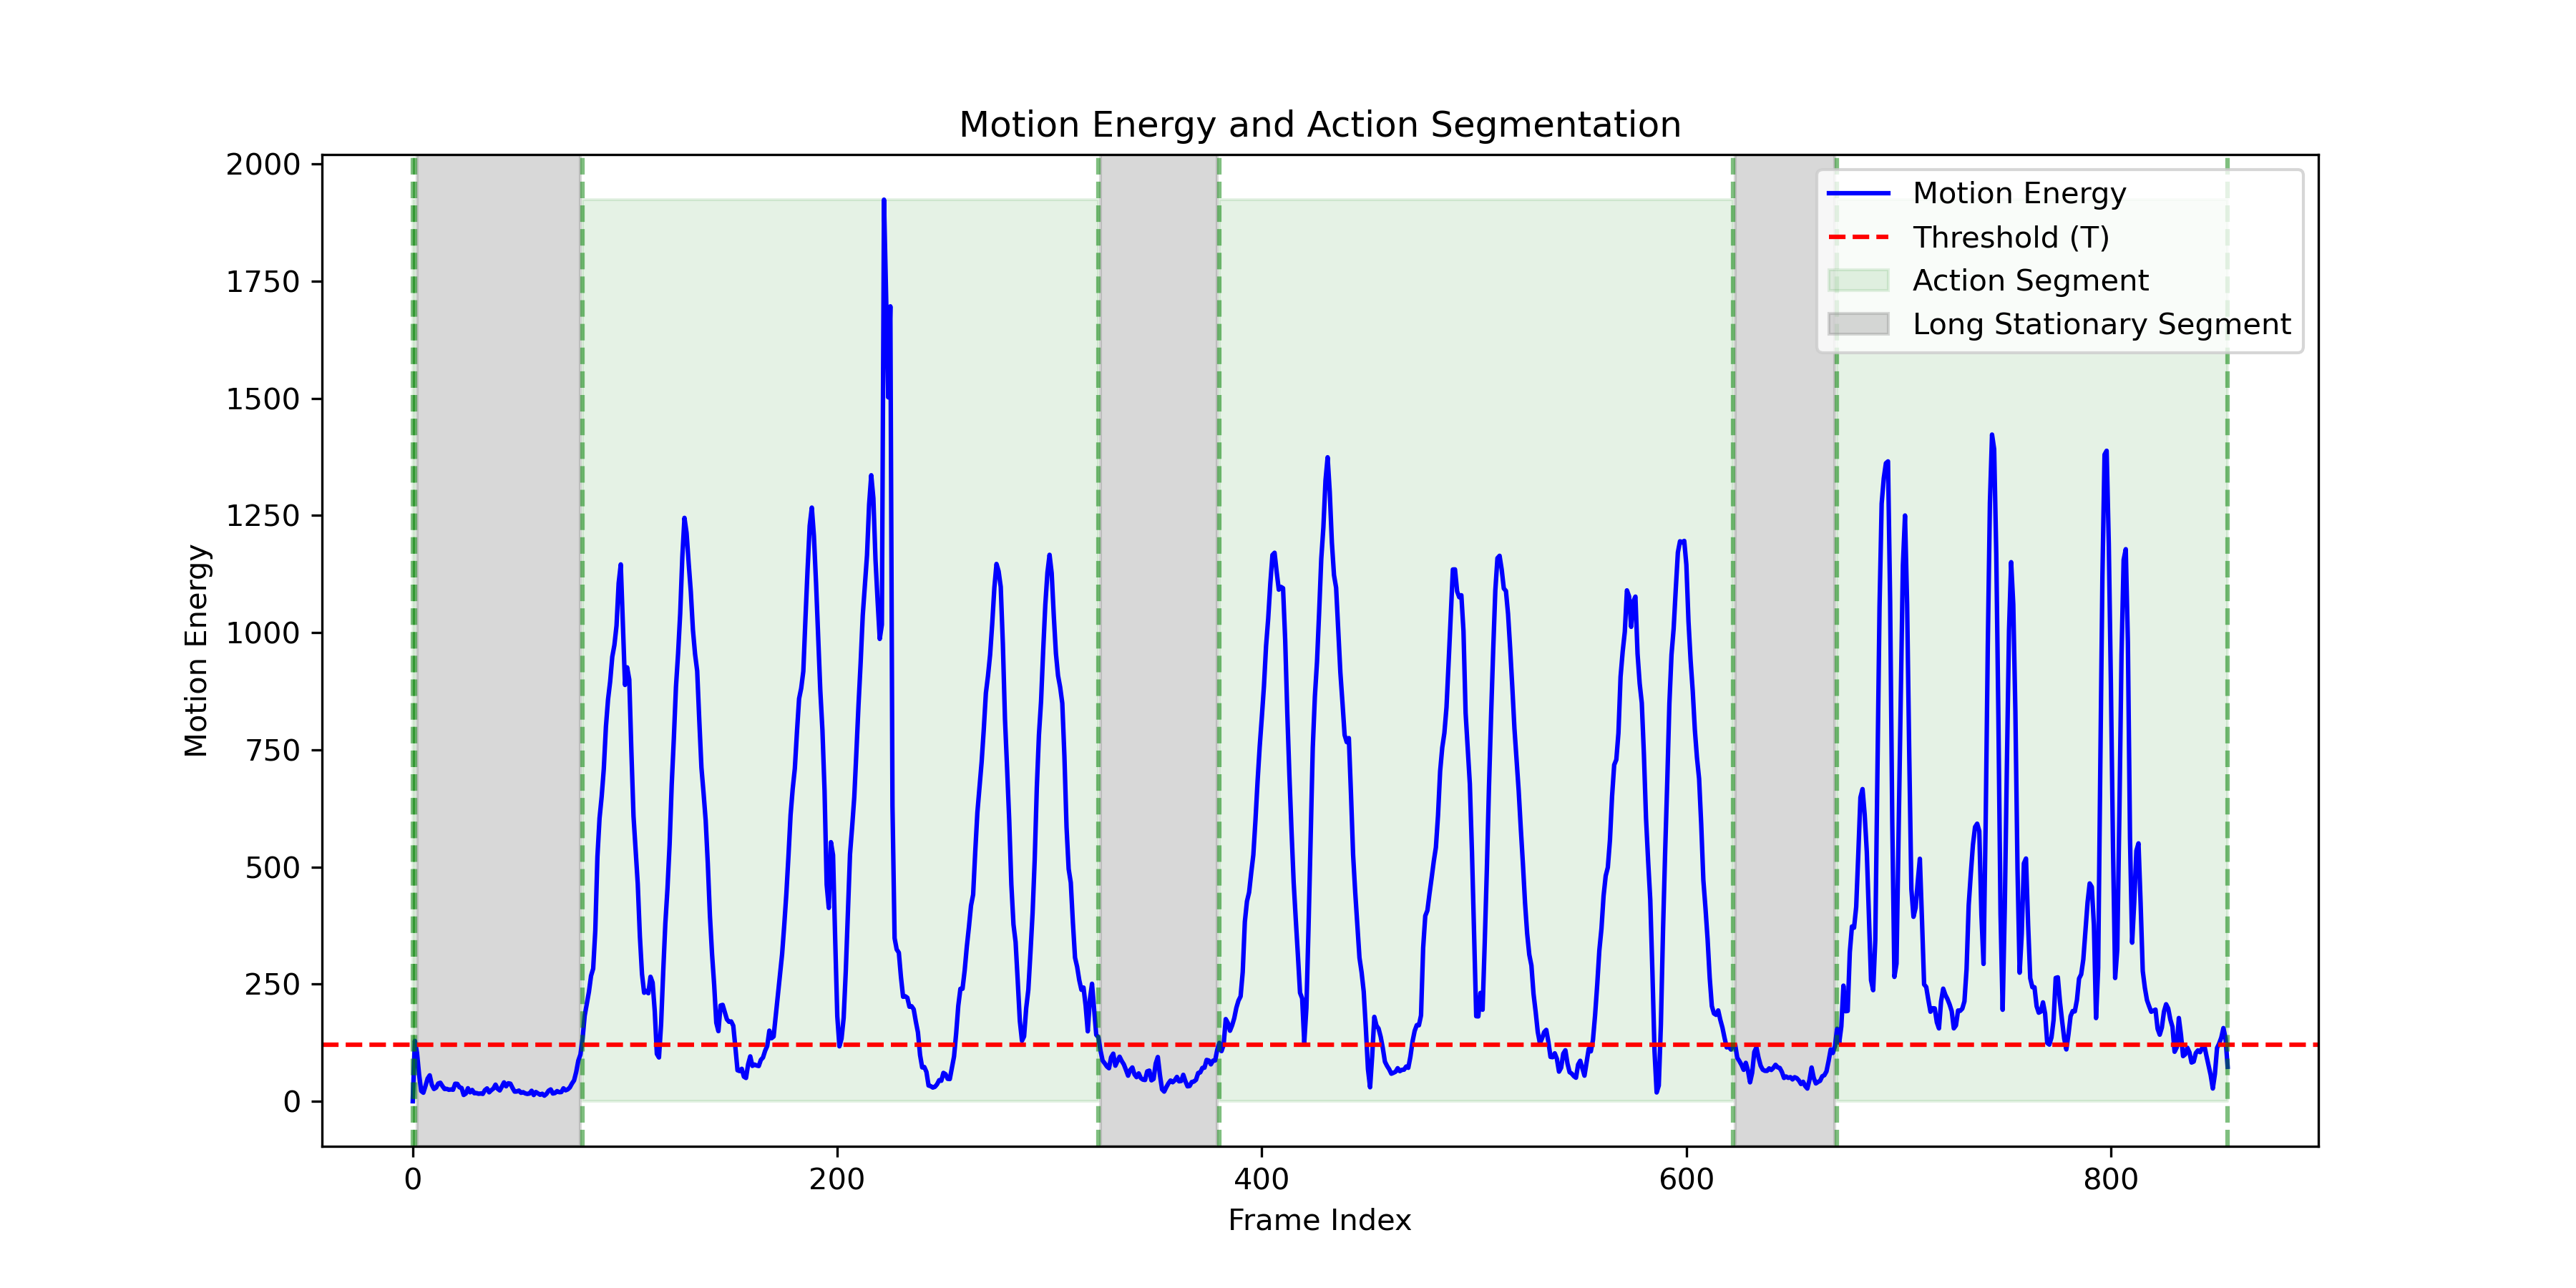 Motion Energy and Action Segmentation
Motion Energy
Threshold (T)
Action Segment
Long Stationary Segment
2000
1750
1500
1250
1000
750
500
250
0
Motion Energy
0 200 400 600 800
Frame Index